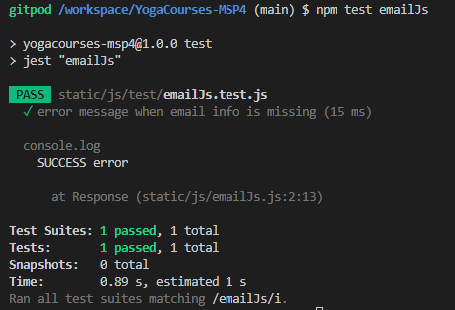 gitpod /workspace/YogaCourses-MSP4 (main) $ npm test emailJs
> yogacourses-msp4@1.0.0 test
> jest "emailJs"
PASS static/js/test/emailJs.test.js
✓ error message when email info is missing (15 ms)
console.log
SUCCESS error
at Response (static/js/emailJs.js:2:13)
Test Suites: 1 passed, 1 total
Tests: 1 passed, 1 total
Snapshots: 0 total
Time: 0.89 s, estimated 1 s
Ran all test suites matching /emailJs/i.